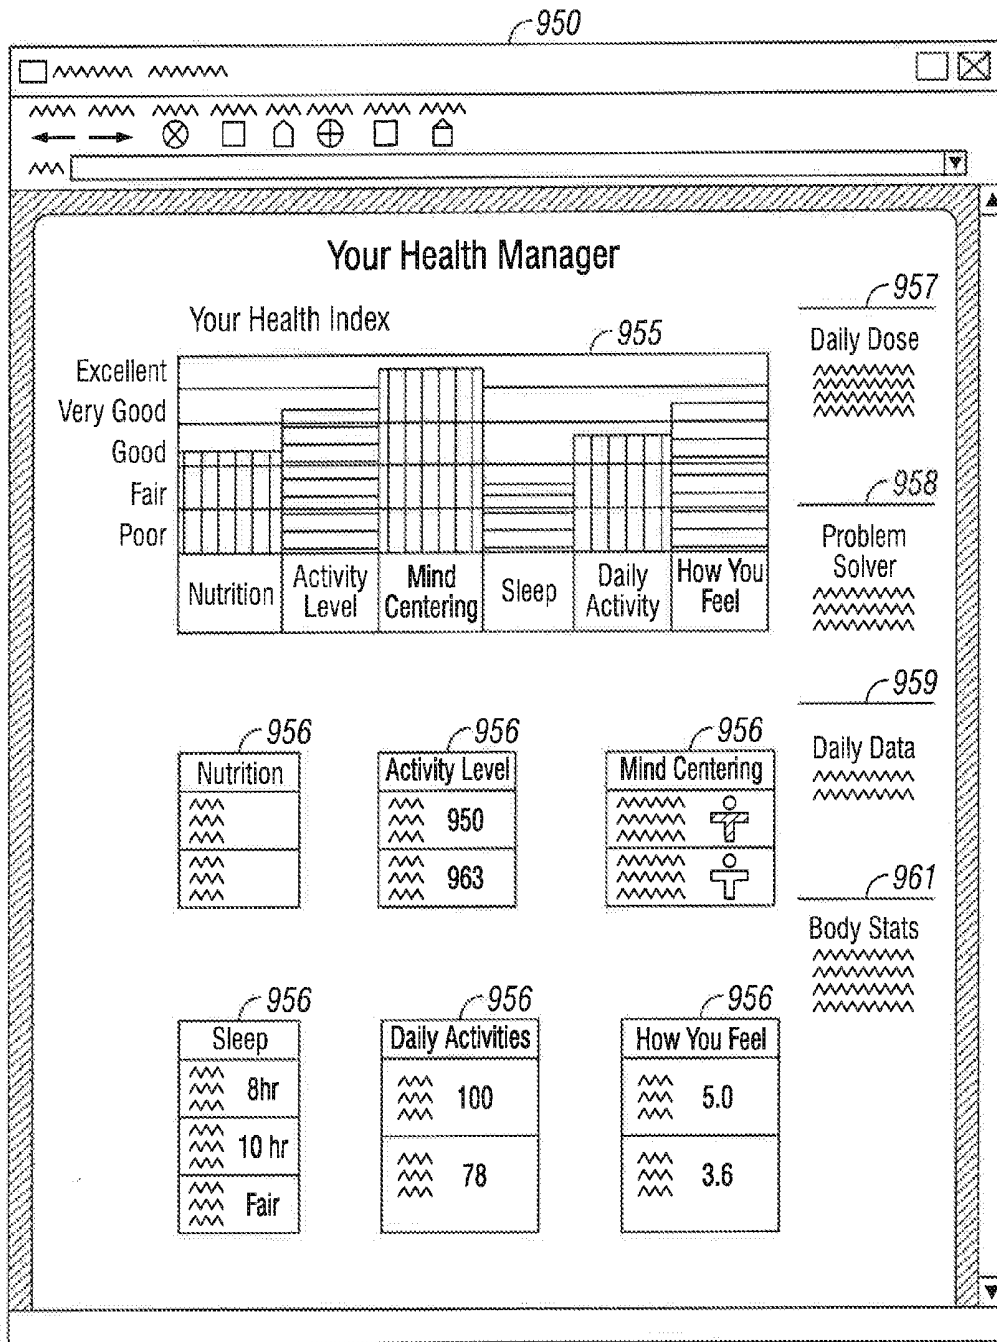 950
Your Health Manager
Your Health Index
955
Excellent
Very Good
Good
Fair
Poor
Nutrition
Activity
Level
Mind
Centering
Sleep
Daily
Activity
How You
Feel
957
Daily Dose
958
Problem
Solver
959
Daily Data
961
Body Stats
956
Nutrition
956
Activity Level
950
963
956
Mind Centering
956
Sleep
8hr
10 hr
Fair
956
Daily Activities
100
78
956
How You Feel
5.0
3.6